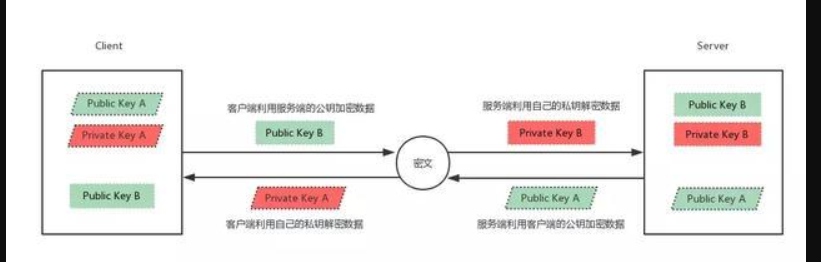 Client
Server
Public Key A
Private Key A
Public Key B
客户端利用服务端的公钥加密数据
Public Key B
密文
Private Key A
客户端利用自己的私钥解密数据
服务端利用自己的私钥解密数据
Private Key B
Public Key A
服务端利用客户端的公钥加密数据
Public Key B
Private Key B
Public Key A